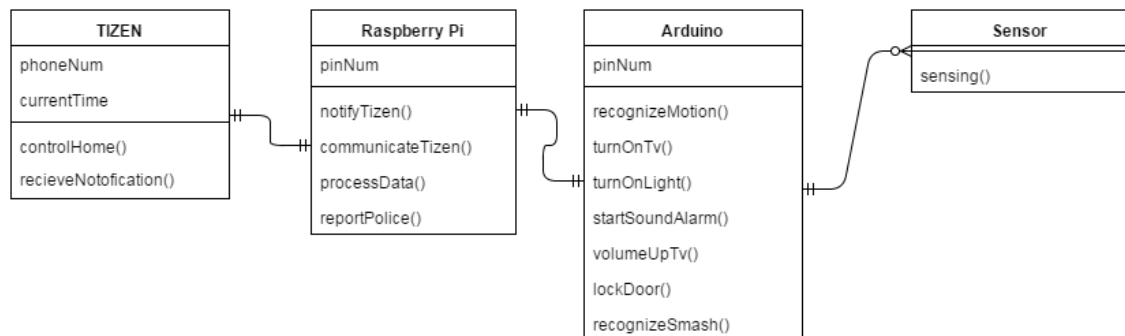 TIZEN
phoneNum
currentTime
controlHome()
recieveNotofication()
Raspberry Pi
pinNum
notifyTizen()
communicateTizen()
processData()
reportPolice()
Arduino
pinNum
recognizeMotion()
turnOnTv()
turnOnLight()
startSoundAlarm()
volumeUpTv()
lockDoor()
recognizeSmash()
Sensor
sensing()